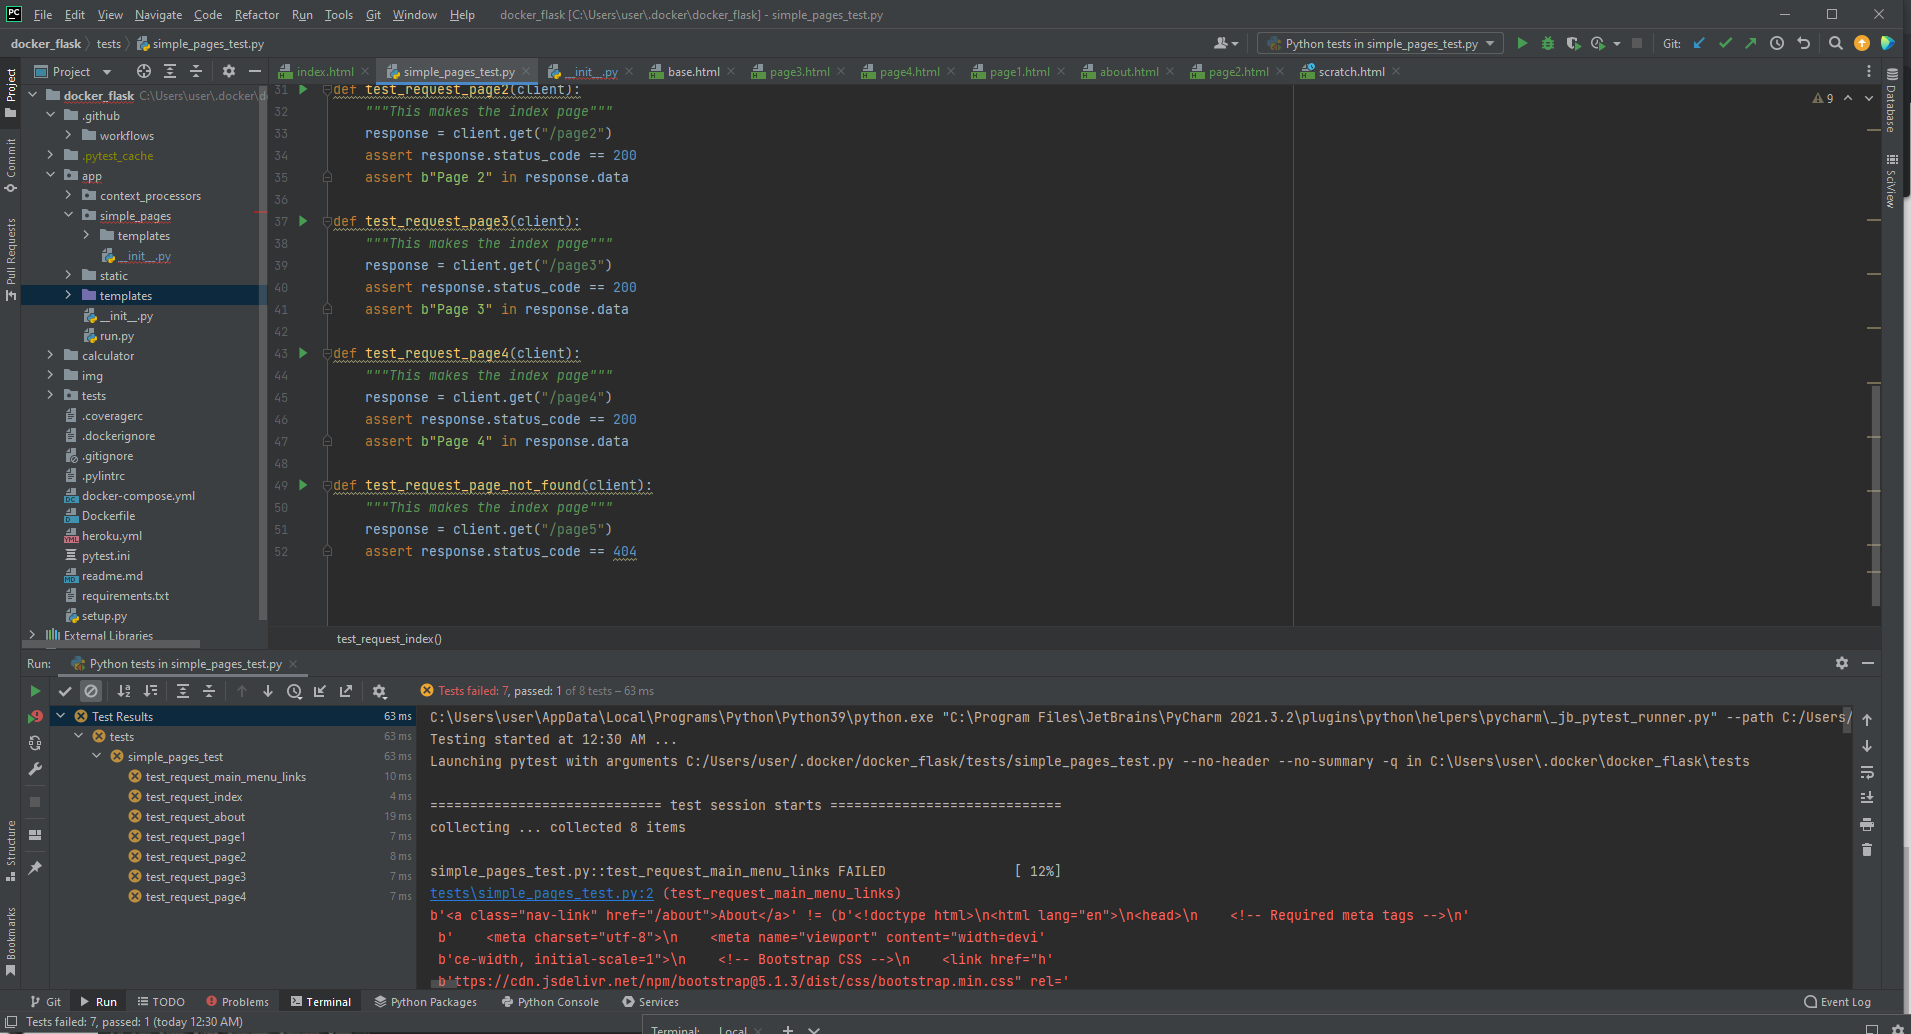 PC File Edit View Navigate Code Refactor Run Tools Git Window Help docker_flask [C:\Users\user\.docker\docker_flask] - simple_pages_test.py
docker_flask tests simple_pages_test.py Python tests in simple_pages_test.py Git:
Project index.html simple_pages_test.py __init__.py base.html page3.html page4.html page1.html about.html page2.html scratch.html
docker_flask C:\Users\user\.docker\d
.github
workflows
.pytest_cache
app
context_processors
simple_pages
templates
__init__.py
static
templates
__init__.py
run.py
calculator
img
tests
.coveragerc
.dockerignore
.gitignore
.pylintrc
docker-compose.yml
Dockerfile
heroku.yml
pytest.ini
readme.md
requirements.txt
setup.py
External Libraries
Project
Commit
Pull Requests
Structure
Bookmarks
Database
SciView
9
31 def test_request_page2(client):
32 """This makes the index page"""
33 response = client.get("/page2")
34 assert response.status_code == 200
35 assert b"Page 2" in response.data
36
37 def test_request_page3(client):
38 """This makes the index page"""
39 response = client.get("/page3")
40 assert response.status_code == 200
41 assert b"Page 3" in response.data
42
43 def test_request_page4(client):
44 """This makes the index page"""
45 response = client.get("/page4")
46 assert response.status_code == 200
47 assert b"Page 4" in response.data
48
49 def test_request_page_not_found(client):
50 """This makes the index page"""
51 response = client.get("/page5")
52 assert response.status_code == 404
test_request_index()
Run: Python tests in simple_pages_test.py
Tests failed: 7, passed: 1 of 8 tests – 63 ms
Test Results 63 ms
tests 63 ms
simple_pages_test 63 ms
test_request_main_menu_links 10 ms
test_request_index 4 ms
test_request_about 19 ms
test_request_page1 7 ms
test_request_page2 8 ms
test_request_page3 7 ms
test_request_page4 7 ms
C:\Users\user\AppData\Local\Programs\Python\Python39\python.exe "C:\Program Files\JetBrains\PyCharm 2021.3.2\plugins\python\helpers\pycharm\_jb_pytest_runner.py" --path C:/Users/
Testing started at 12:30 AM ...
Launching pytest with arguments C:/Users/user/.docker/docker_flask/tests/simple_pages_test.py --no-header --no-summary -q in C:\Users\user\.docker\docker_flask\tests
============================= test session starts =============================
collecting ... collected 8 items
simple_pages_test.py::test_request_main_menu_links FAILED [ 12%]
tests\simple_pages_test.py:2 (test_request_main_menu_links)
b'<a class="nav-link" href="/about">About</a>' != (b'<!doctype html>\n<html lang="en">\n<head>\n <!-- Required meta tags -->\n'
b' <meta charset="utf-8">\n <meta name="viewport" content="width=devi'
b'ce-width, initial-scale=1">\n <!-- Bootstrap CSS -->\n <link href="h'
b'ttps://cdn.jsdelivr.net/npm/bootstrap@5.1.3/dist/css/bootstrap.min.css" rel='
Git Run TODO Problems Terminal Python Packages Python Console Services Event Log
Tests failed: 7, passed: 1 (today 12:30 AM)
Terminal: Local